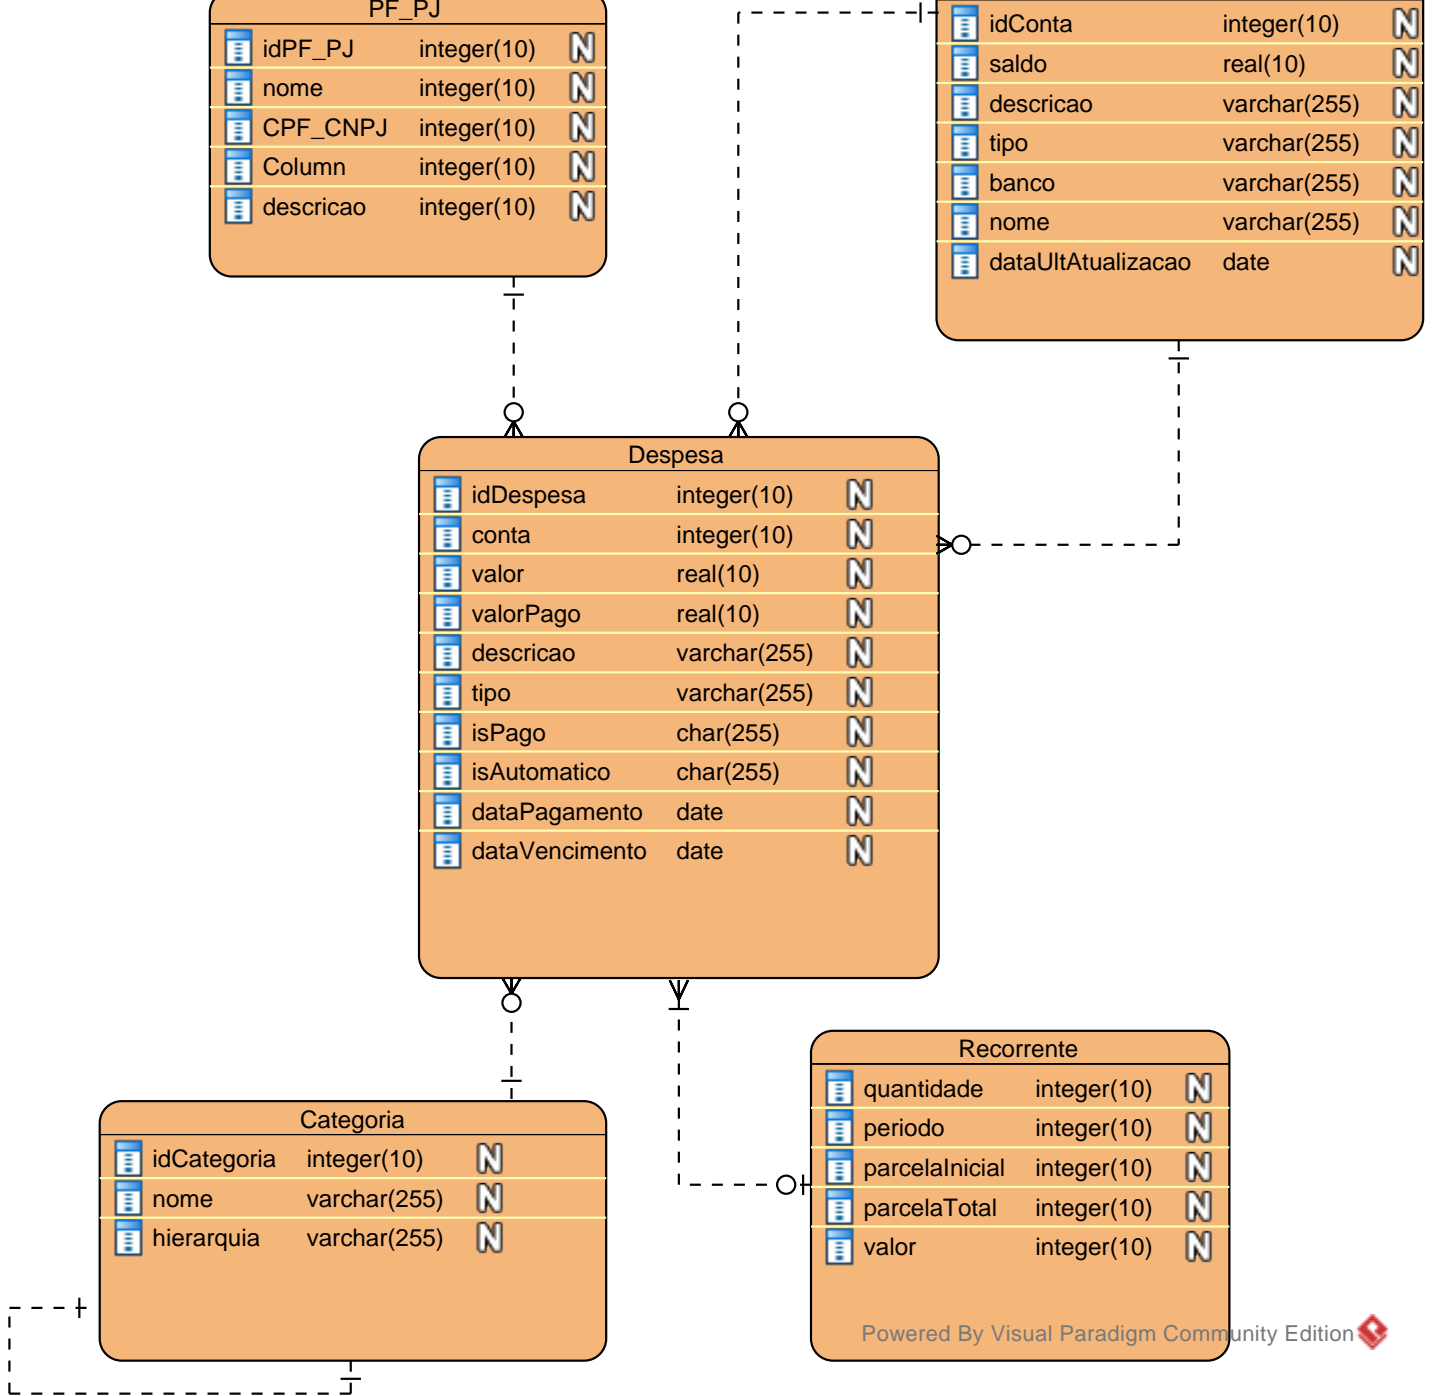 PF_PJ
idPF_PJ integer(10) N
nome integer(10) N
CPF_CNPJ integer(10) N
Column integer(10) N
descricao integer(10) N
idConta integer(10) N
saldo real(10) N
descricao varchar(255) N
tipo varchar(255) N
banco varchar(255) N
nome varchar(255) N
dataUltAtualizacao date N
Despesa
idDespesa integer(10) N
conta integer(10) N
valor real(10) N
valorPago real(10) N
descricao varchar(255) N
tipo varchar(255) N
isPago char(255) N
isAutomatico char(255) N
dataPagamento date N
dataVencimento date N
Categoria
idCategoria integer(10) N
nome varchar(255) N
hierarquia varchar(255) N
Recorrente
quantidade integer(10) N
periodo integer(10) N
parcelaInicial integer(10) N
parcelaTotal integer(10) N
valor integer(10) N
Powered By Visual Paradigm Community Edition